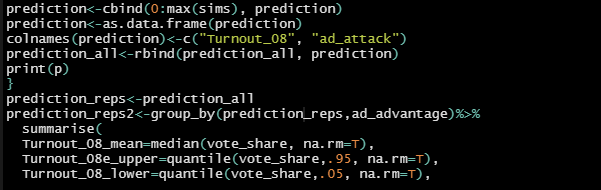 prediction<-cbind(0:max(sims), prediction)
prediction<-as.data.frame(prediction)
colnames(prediction)<-c("Turnout_08", "ad_attack")
prediction_all<-rbind(prediction_all, prediction)
print(p)
}
prediction_reps<-prediction_all
prediction_reps2<-group_by(prediction_reps,ad_advantage)%>%
summarise(
Turnout_08_mean=median(vote_share, na.rm=T),
Turnout_08e_upper=quantile(vote_share,.95, na.rm=T),
Turnout_08_lower=quantile(vote_share,.05, na.rm=T),